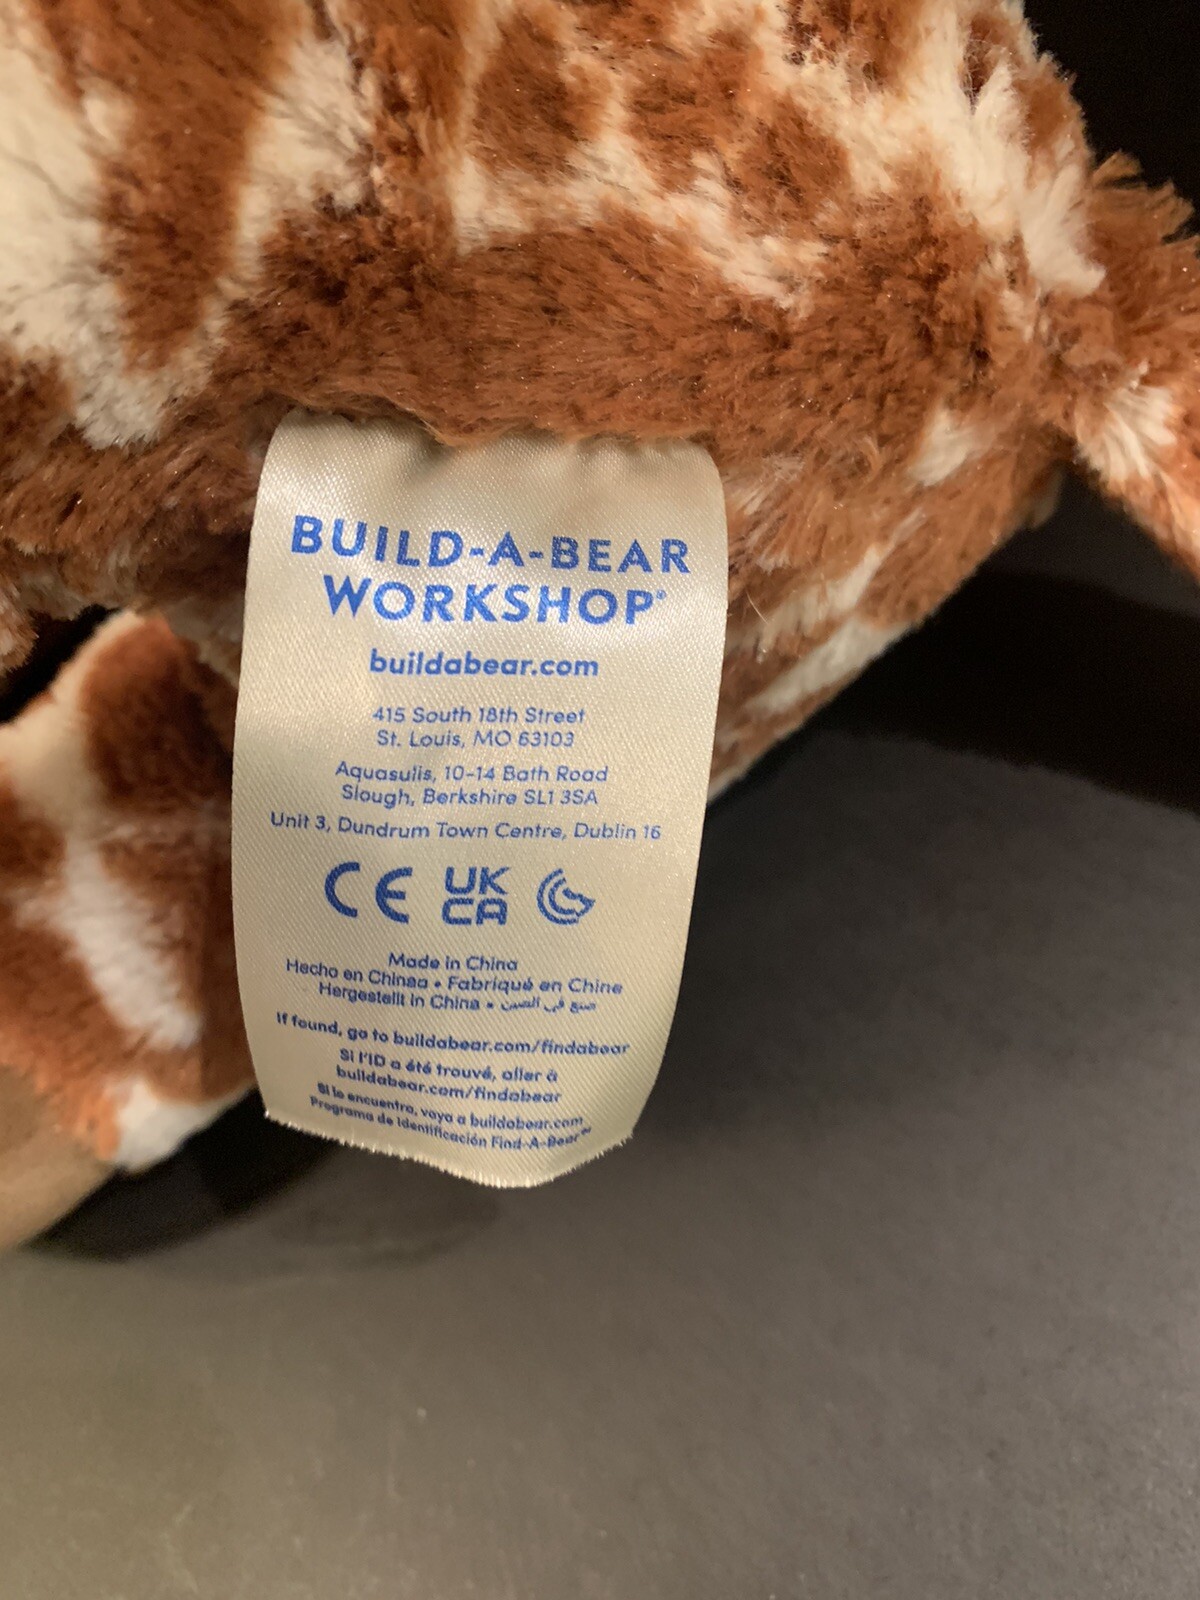 BUILD-A-BEAR
WORKSHOP®
buildabear.com
415 South 18th Street
St. Louis, MO 63103
Aquasulis, 10-14 Bath Road
Slough, Berkshire SL1 3SA
Unit 3, Dundrum Town Centre, Dublin 16
CE UK
CA
Made in China
Hecho en Chinaa • Fabriqué en Chine
Hergestellt in China • صنع في الصين
If found, go to buildabear.com/findabear
Si l'ID a été trouvé, aller à
buildabear.com/findabear
Si lo encuentra, vaya a buildabear.com
Programa de Identificación Find-A-Bear™